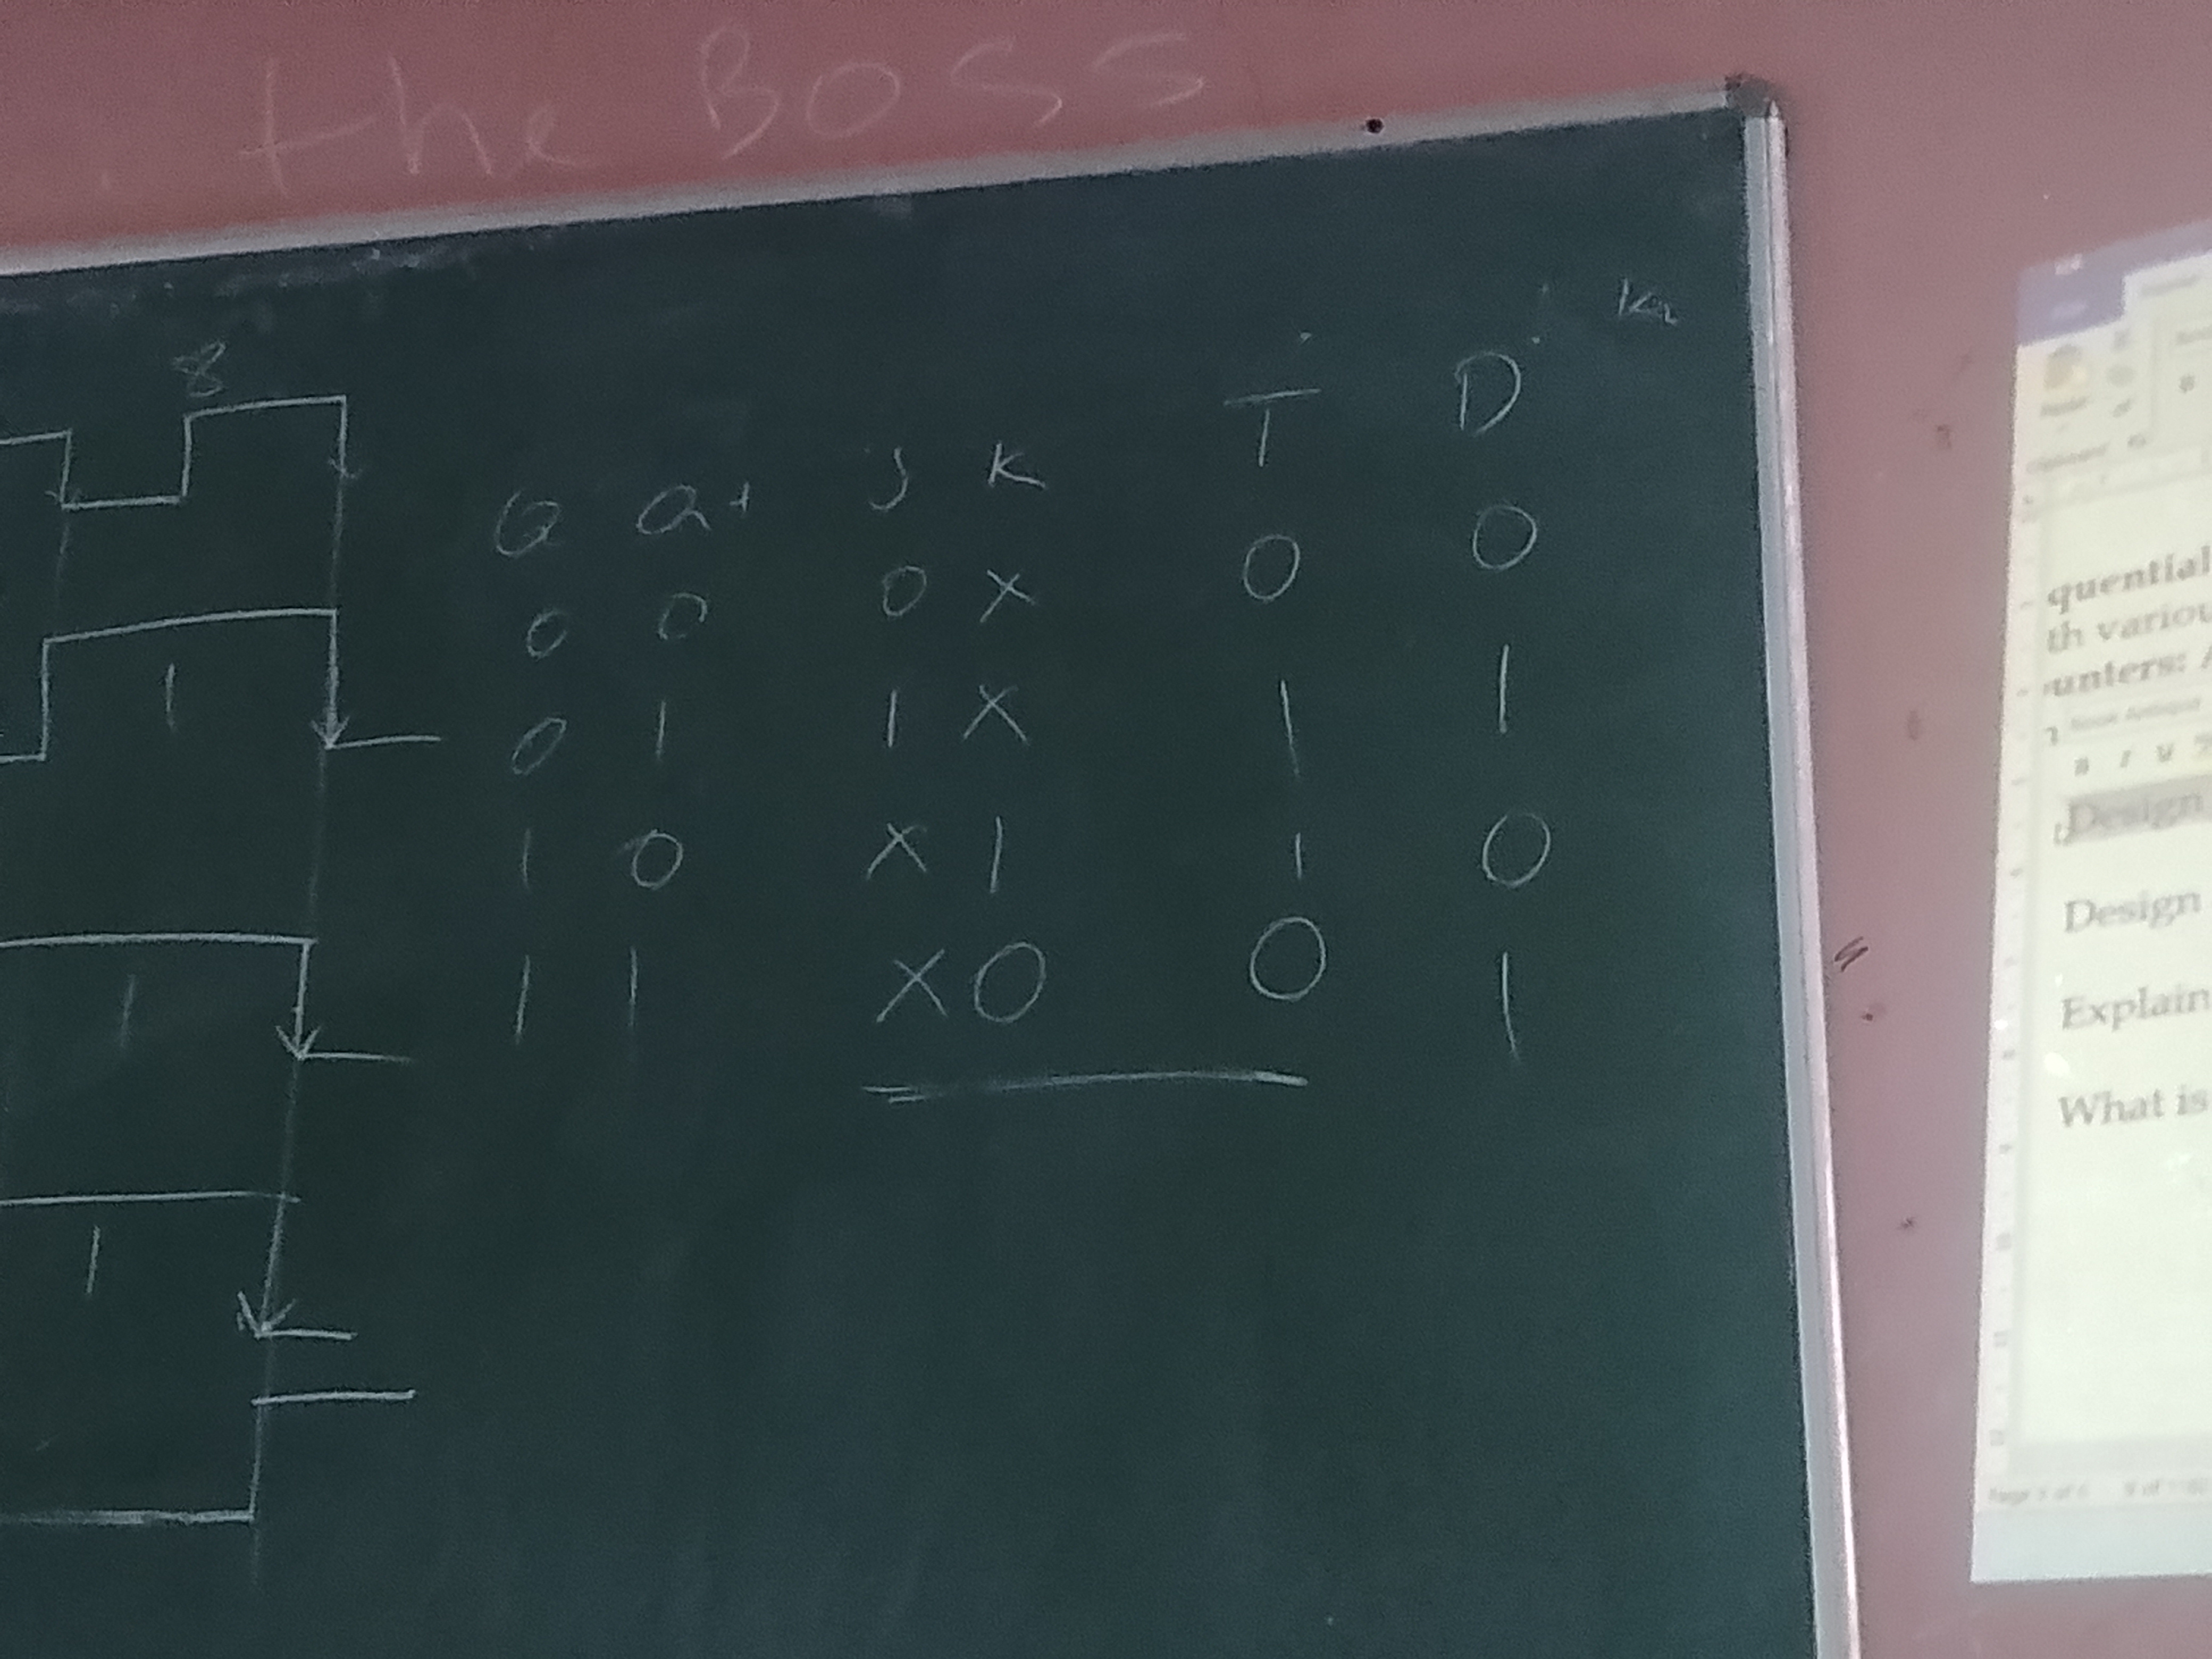 the BOSS
8
Q Q+ J K T D
0 0 0 X 0 0
0 1 1 X 1 1
1 0 X 1 1 0
1 1 X 0 0 1
1
1
1
quential
th variou
unters: A
Design
Design
Explain
What is